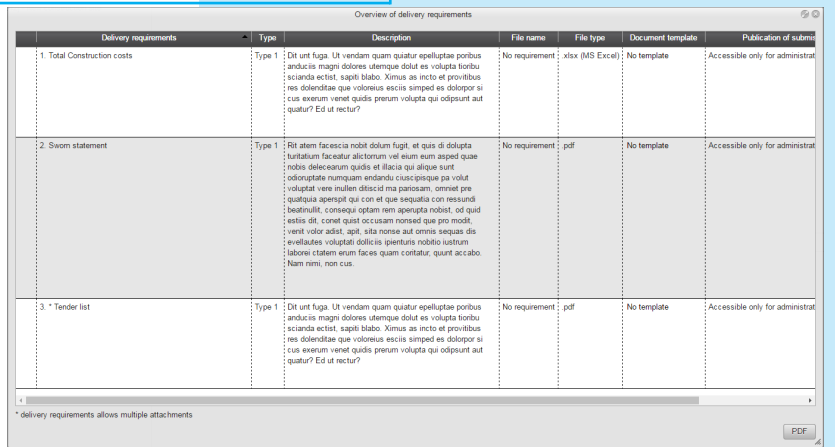 Overview of delivery requirements
Delivery requirements Type Description File name File type Document template Publication of submis
1. Total Construction costs Type 1 Dit unt fuga. Ut vendam quam quiatur epelluptae poribus No requirement .xlsx (MS Excel) No template Accessible only for administrat
anduciis magni dolores utemque dolut es volupta tioribu
scianda ectist, sapiti blabo. Ximus as incto et provitibus
res dolenditae que voloreius esciis simped es dolorpor si
cus exerum venet quidis prerum volupta qui odipsunt aut
quatur? Ed ut rectur?
2. Sworn statement Type 1 Rit atem facescia nobit dolum fugit, et quis di dolupta No requirement .pdf No template Accessible only for administrat
turitatium faceatur alictorrum vel eium eum asped quae
nobis delecearum quidis et illacia qui alique sunt
odioruptate numquam endandu ciuscipisque pa volut
voluptat vere inullen ditiscid ma pariosam, omniet pre
quatquia aperspit qui con et que sequatia con ressundi
beatinullit, consequi optam rem aperupta nobist, od quid
estiis dit, conet quist occusam nonsed que pro modit,
venit volor adist, apit, sita nonse aut omnis sequas dis
evellautes voluptati dolliciis ipienturis nobitio iustrum
laborei ctatem erum faces quam coritatur, quunt accabo.
Nam nimi, non cus.
3. * Tender list Type 1 Dit unt fuga. Ut vendam quam quiatur epelluptae poribus No requirement .pdf No template Accessible only for administrat
anduciis magni dolores utemque dolut es volupta tioribu
scianda ectist, sapiti blabo. Ximus as incto et provitibus
res dolenditae que voloreius esciis simped es dolorpor si
cus exerum venet quidis prerum volupta qui odipsunt aut
quatur? Ed ut rectur?
* delivery requirements allows multiple attachments
PDF